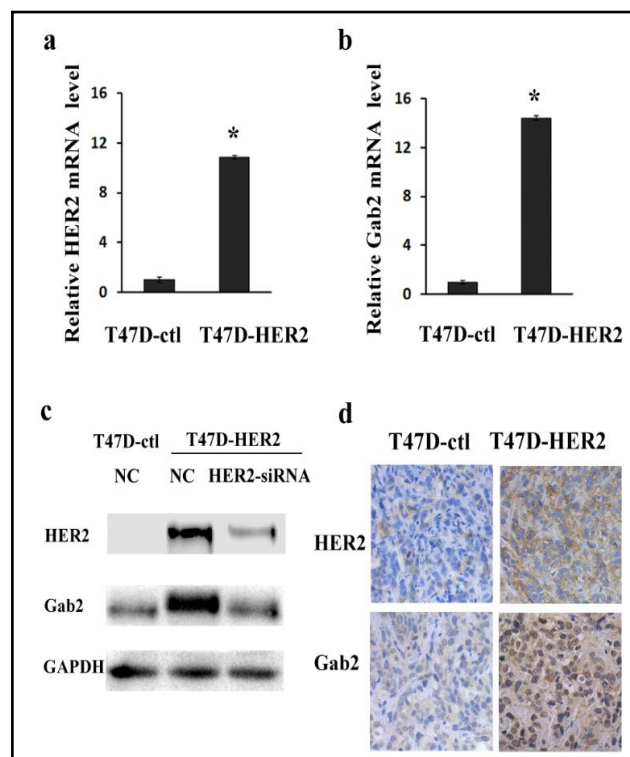 a
Relative HER2 mRNA level
16
12
8
4
0
*
T47D-ctl T47D-HER2
b
Relative Gab2 mRNA level
16
12
8
4
0
*
T47D-ctl T47D-HER2
c
T47D-ctl T47D-HER2
NC NC HER2-siRNA
HER2
Gab2
GAPDH
d
T47D-ctl T47D-HER2
HER2
Gab2